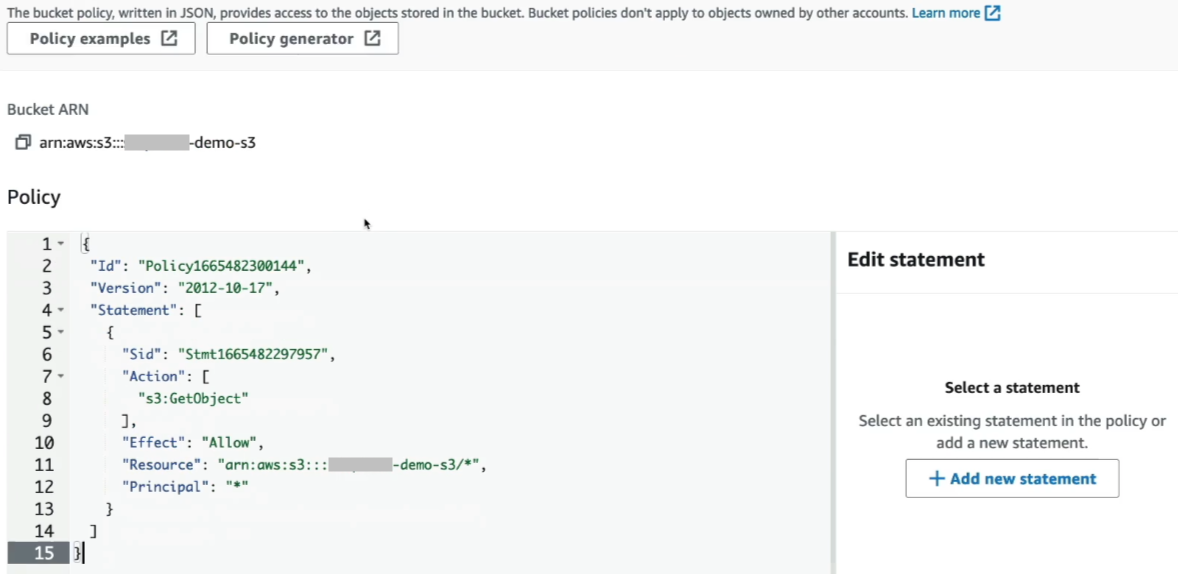 The bucket policy, written in JSON, provides access to the objects stored in the bucket. Bucket policies don't apply to objects owned by other accounts. Learn more
Policy examples Policy generator
Bucket ARN
arn:aws:s3::: -demo-s3
Policy
1 {
2 "Id": "Policy1665482300144",
3 "Version": "2012-10-17",
4 "Statement": [
5 {
6 "Sid": "Stmt1665482297957",
7 "Action": [
8 "s3:GetObject"
9 ],
10 "Effect": "Allow",
11 "Resource": "arn:aws:s3::: -demo-s3/*",
12 "Principal": "*"
13 }
14 ]
15 }
Edit statement
Select a statement
Select an existing statement in the policy or
add a new statement.
+ Add new statement